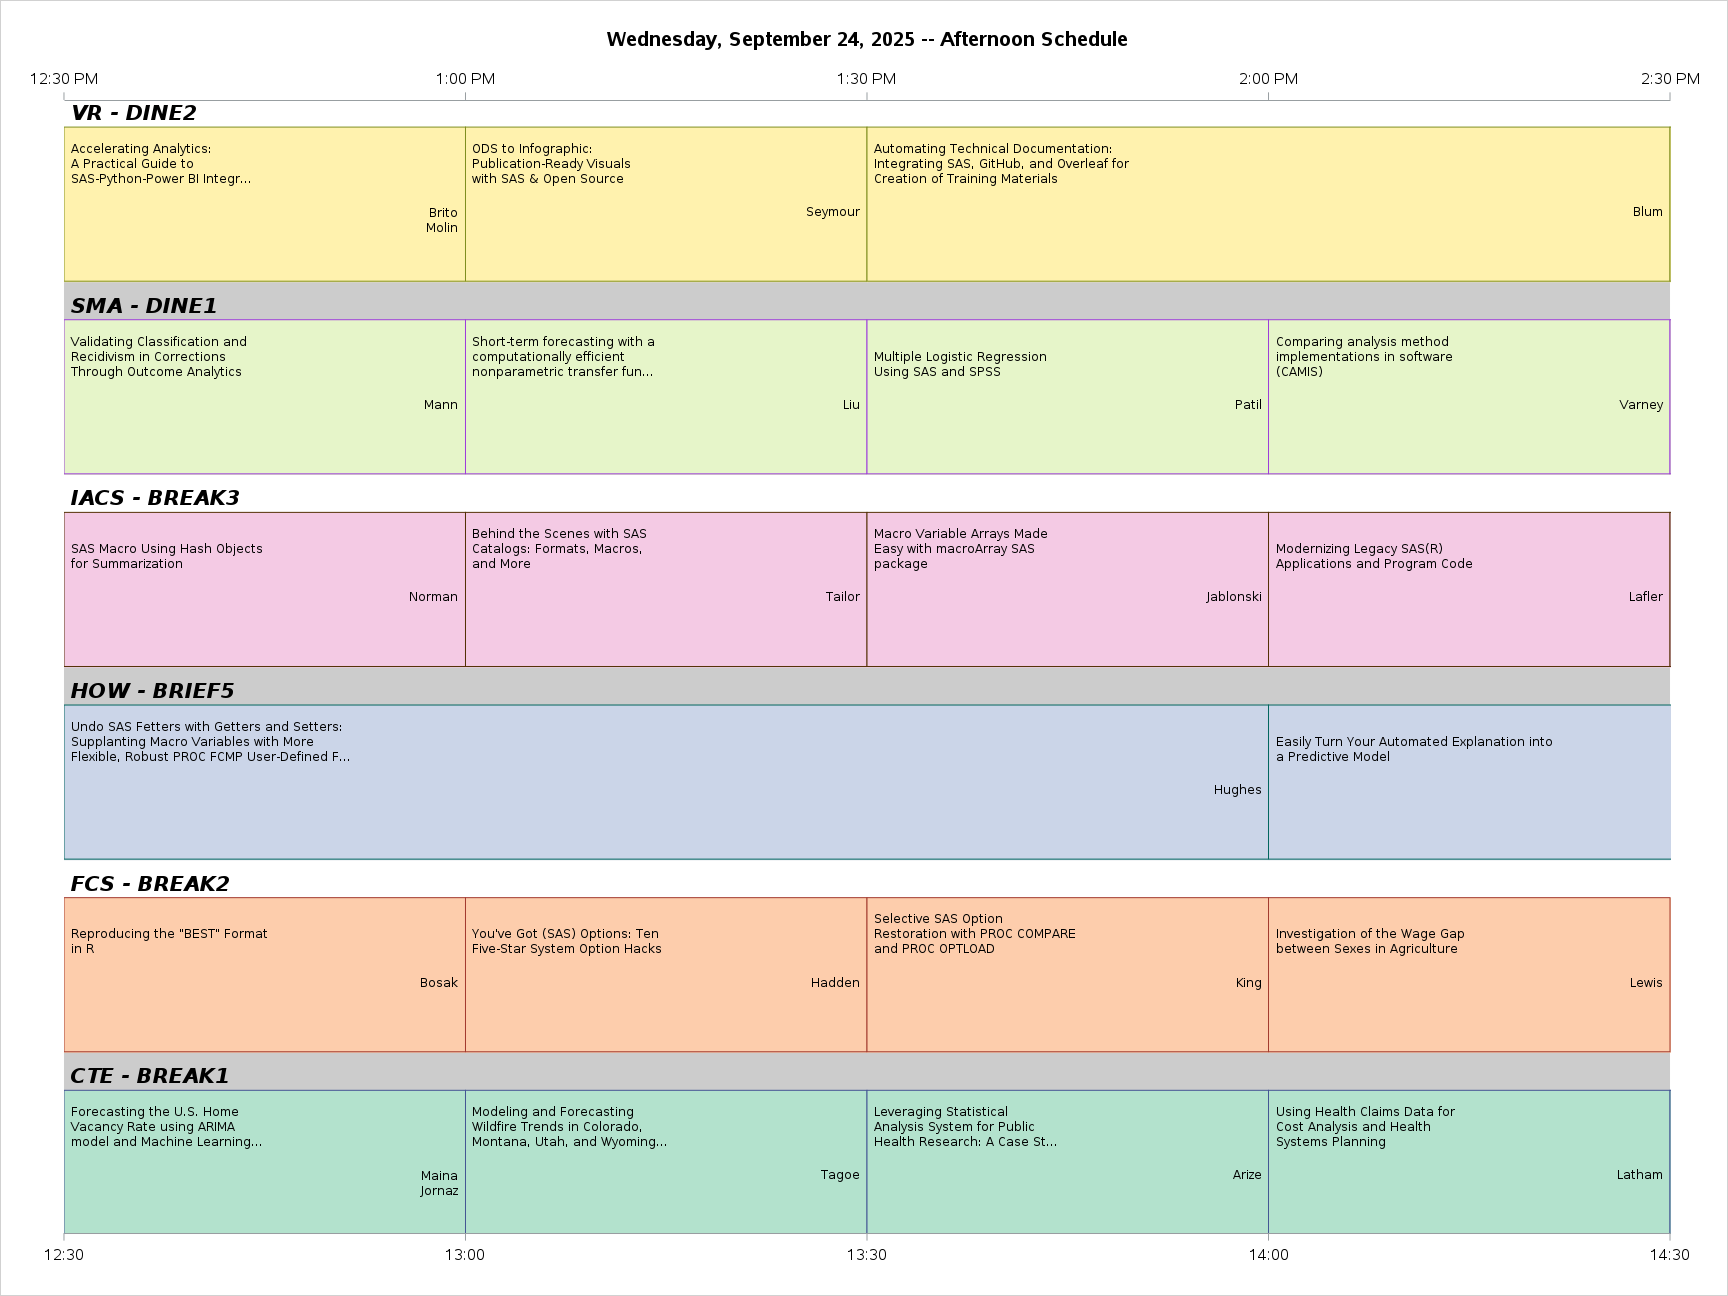 Wednesday, September 24, 2025 -- Afternoon Schedule
12:30 PM 1:00 PM 1:30 PM 2:00 PM 2:30 PM
VR - DINE2
Accelerating Analytics:
A Practical Guide to
SAS-Python-Power BI Integr...
Brito
Molin
ODS to Infographic:
Publication-Ready Visuals
with SAS & Open Source
Seymour
Automating Technical Documentation:
Integrating SAS, GitHub, and Overleaf for
Creation of Training Materials
Blum
SMA - DINE1
Validating Classification and
Recidivism in Corrections
Through Outcome Analytics
Mann
Short-term forecasting with a
computationally efficient
nonparametric transfer fun...
Liu
Multiple Logistic Regression
Using SAS and SPSS
Patil
Comparing analysis method
implementations in software
(CAMIS)
Varney
IACS - BREAK3
SAS Macro Using Hash Objects
for Summarization
Norman
Behind the Scenes with SAS
Catalogs: Formats, Macros,
and More
Tailor
Macro Variable Arrays Made
Easy with macroArray SAS
package
Jablonski
Modernizing Legacy SAS(R)
Applications and Program Code
Lafler
HOW - BRIEF5
Undo SAS Fetters with Getters and Setters:
Supplanting Macro Variables with More
Flexible, Robust PROC FCMP User-Defined F...
Hughes
Easily Turn Your Automated Explanation into
a Predictive Model
FCS - BREAK2
Reproducing the "BEST" Format
in R
Bosak
You've Got (SAS) Options: Ten
Five-Star System Option Hacks
Hadden
Selective SAS Option
Restoration with PROC COMPARE
and PROC OPTLOAD
King
Investigation of the Wage Gap
between Sexes in Agriculture
Lewis
CTE - BREAK1
Forecasting the U.S. Home
Vacancy Rate using ARIMA
model and Machine Learning...
Maina
Jornaz
Modeling and Forecasting
Wildfire Trends in Colorado,
Montana, Utah, and Wyoming...
Tagoe
Leveraging Statistical
Analysis System for Public
Health Research: A Case St...
Arize
Using Health Claims Data for
Cost Analysis and Health
Systems Planning
Latham
12:30 13:00 13:30 14:00 14:30